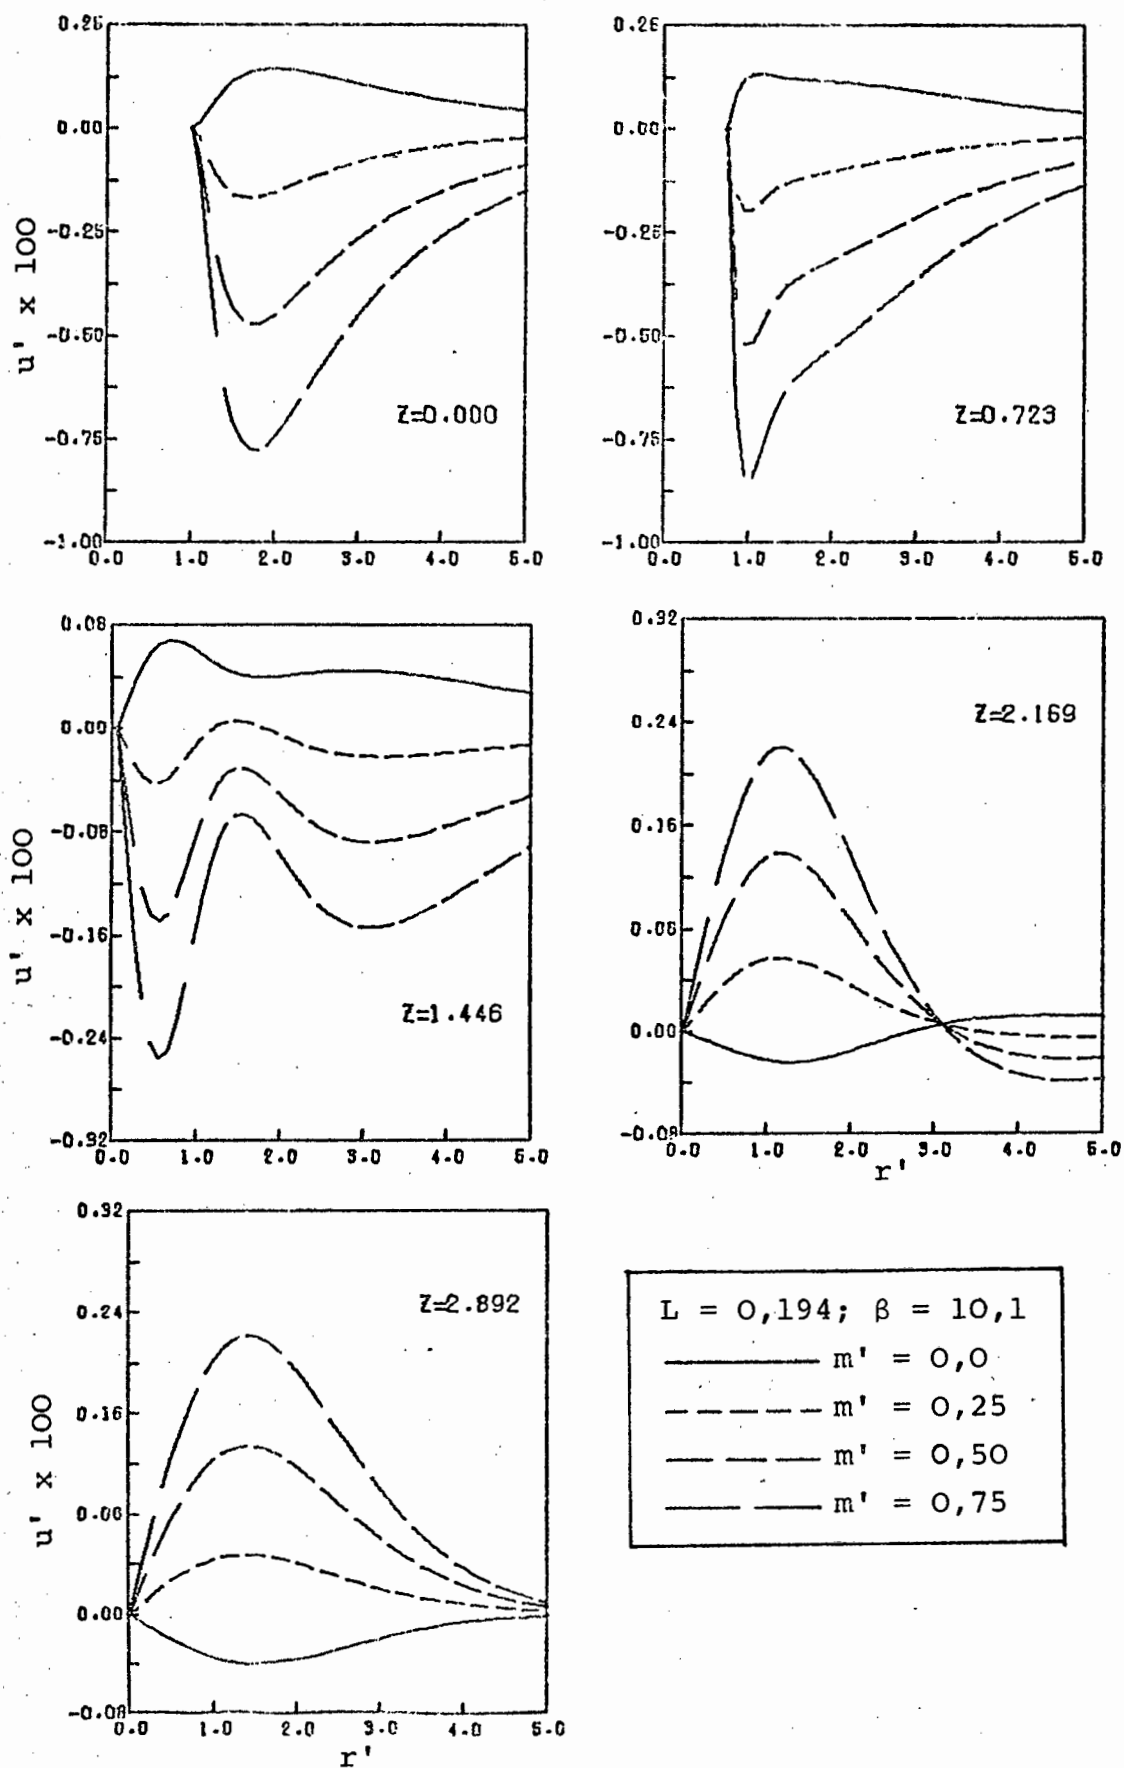 0.25
0.00
-0.25
-0.50
-0.75
-1.00
0.0 1.0 2.0 3.0 4.0 5.0
u' x 100
Z=0.000
0.25
0.00
-0.25
-0.50
-0.75
-1.00
0.0 1.0 2.0 3.0 4.0 5.0
Z=0.723
0.08
0.00
-0.08
-0.16
-0.24
-0.32
0.0 1.0 2.0 3.0 4.0 5.0
u' x 100
Z=1.446
0.32
0.24
0.16
0.08
0.00
-0.08
0.0 1.0 2.0 3.0 4.0 5.0
r'
Z=2.169
0.32
0.24
0.16
0.08
0.00
-0.08
0.0 1.0 2.0 3.0 4.0 5.0
r'
u' x 100
Z=2.892
L = 0,194; β = 10,1
m' = 0,0
m' = 0,25
m' = 0,50
m' = 0,75